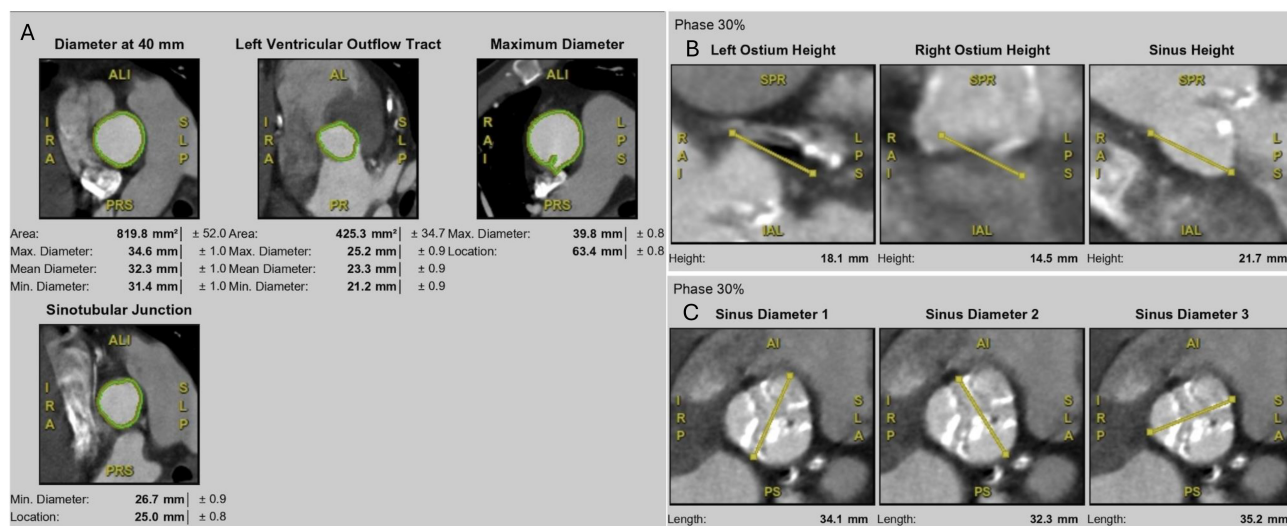 A
Diameter at 40 mm
Left Ventricular Outflow Tract
Maximum Diameter
ALI
I
R
A
S
L
P
PRS
AL
I
R
A
S
L
P
PR
R
A
I
L
P
S
Area: 819.8 mm² ± 52.0
Max. Diameter: 34.6 mm ± 1.0
Mean Diameter: 32.3 mm ± 1.0
Min. Diameter: 31.4 mm ± 1.0
Area: 425.3 mm² ± 34.7
Max. Diameter: 25.2 mm ± 0.9
Mean Diameter: 23.3 mm ± 0.9
Min. Diameter: 21.2 mm ± 0.9
Max. Diameter: 39.8 mm ± 0.8
Location: 63.4 mm ± 0.8
Sinotubular Junction
ALI
I
R
A
S
L
P
PRS
Min. Diameter: 26.7 mm ± 0.9
Location: 25.0 mm ± 0.8
Phase 30%
B
Left Ostium Height
Right Ostium Height
Sinus Height
SPR
R
A
I
L
P
S
IAL
SPR
R
A
I
L
P
S
IAL
SPR
R
A
I
L
P
S
IAL
Height: 18.1 mm
Height: 14.5 mm
Height: 21.7 mm
Phase 30%
C
Sinus Diameter 1
Sinus Diameter 2
Sinus Diameter 3
AI
I
R
P
S
L
A
PS
AI
I
R
P
S
L
A
PS
AI
I
R
P
S
L
A
PS
Length: 34.1 mm
Length: 32.3 mm
Length: 35.2 mm